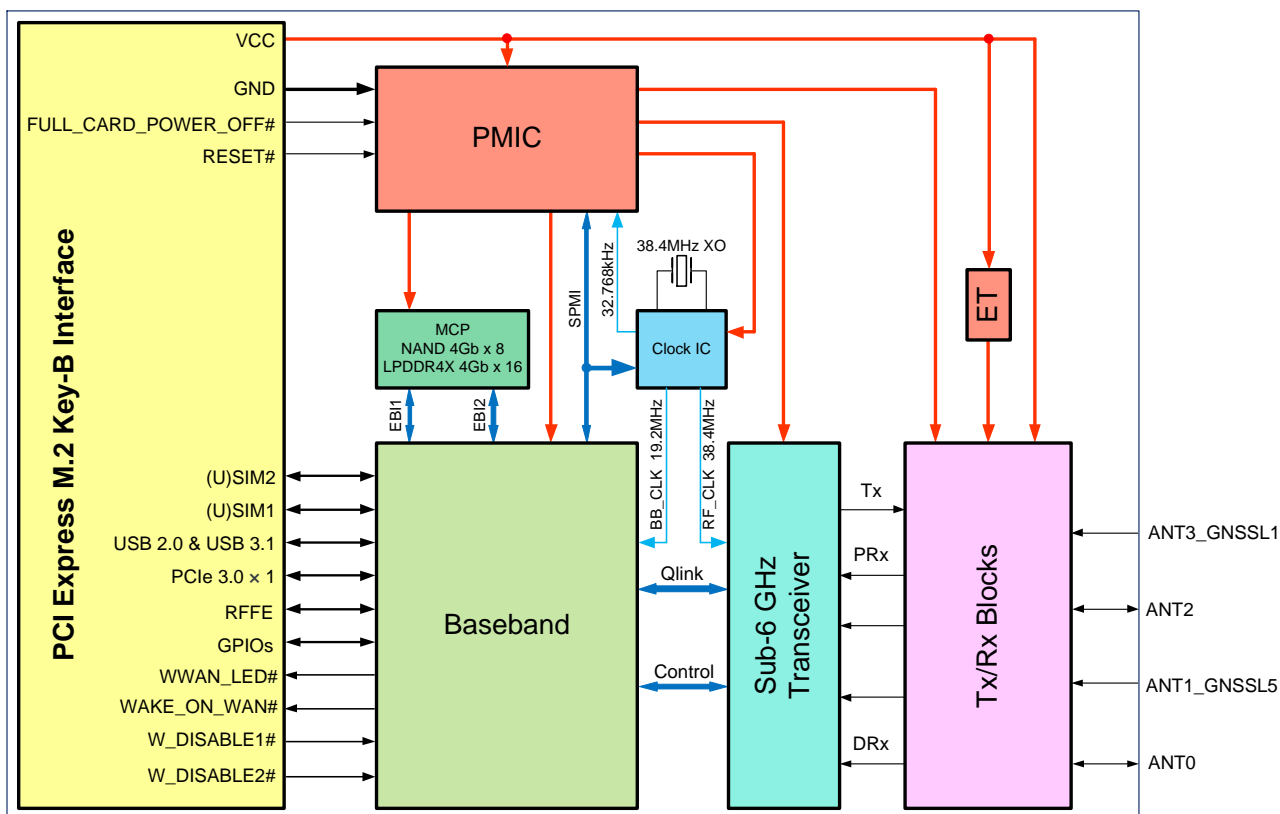 PCI Express M.2 Key-B Interface
VCC
GND
FULL_CARD_POWER_OFF#
RESET#
(U)SIM2
(U)SIM1
USB 2.0 & USB 3.1
PCIe 3.0 × 1
RFFE
GPIOs
WWAN_LED#
WAKE_ON_WAN#
W_DISABLE1#
W_DISABLE2#
PMIC
SPMI
32.768kHz
38.4MHz XO
MCP
NAND 4Gb x 8
LPDDR4X 4Gb x 16
Clock IC
ET
EBI1
EBI2
BB_CLK 19.2MHz
RF_CLK 38.4MHz
Baseband
Qlink
Control
Sub-6 GHz
Transceiver
Tx
PRx
DRx
Tx/Rx Blocks
ANT3_GNSSL1
ANT2
ANT1_GNSSL5
ANT0